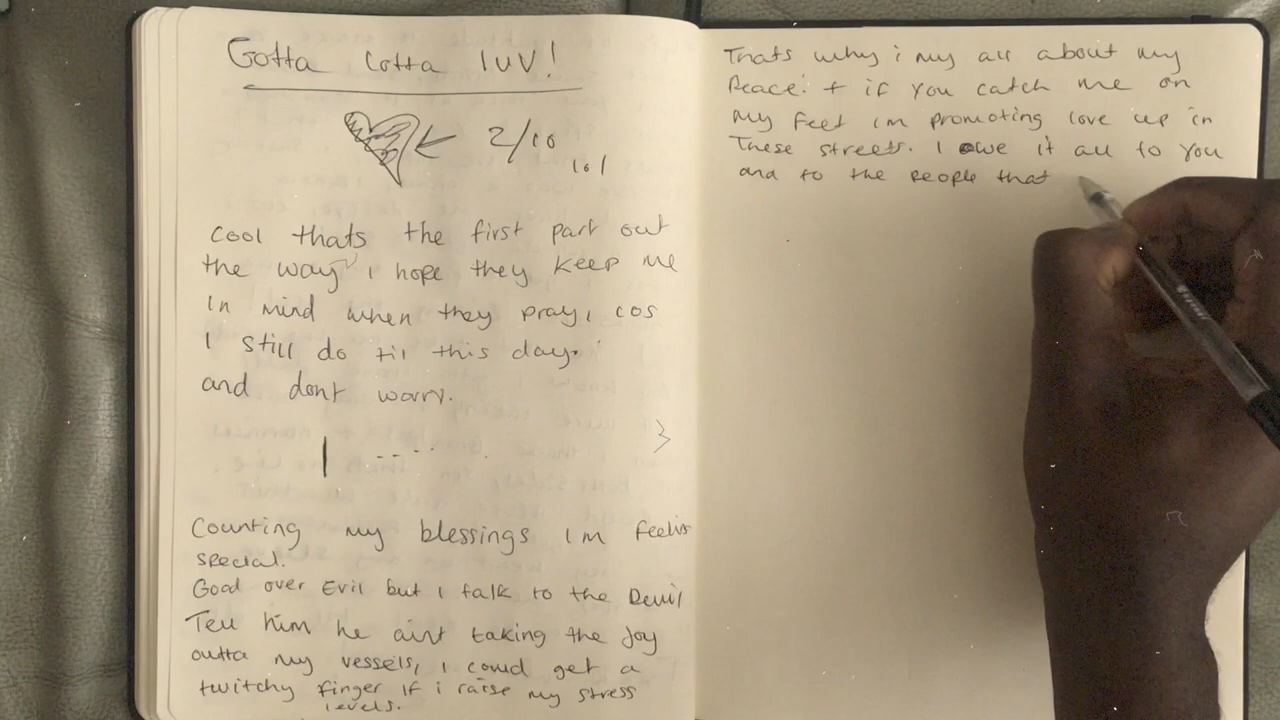 Gotta Lotta luv!
2/10
lol
Cool thats the first part out
the way, i hope they keep me
in mind when they pray, cos
I still do til this day.
and dont worry.
Counting my blessings im feelin
special.
Good over Evil but i talk to the Devil
Tell him he aint taking the Joy
outta my vessels, i could get a
twitchy finger if i raise my stress
levels.
Thats why i my all about my
Peace! + if you catch me on
my feet im promoting love up in
These streets. I owe it all to you
and to the people that